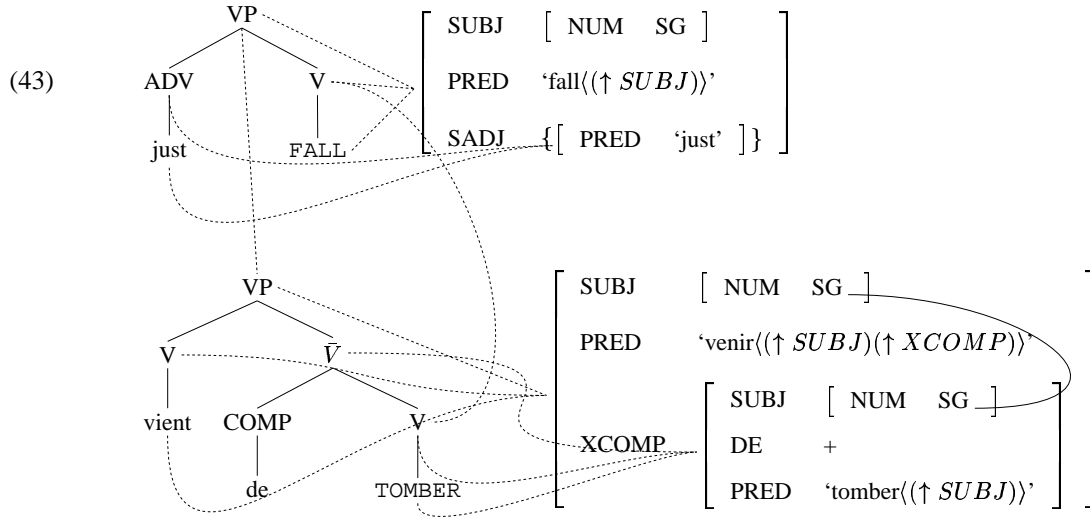 VP
SUBJ [ NUM SG ]
(43) ADV V PRED ‘fall⟨(↑ SUBJ)⟩’
just FALL SADJ {[ PRED ‘just’ ]}
VP
SUBJ [ NUM SG ]
V V̄ PRED ‘venir⟨(↑ SUBJ)(↑ XCOMP)⟩’
SUBJ [ NUM SG ]
vient COMP V
XCOMP DE +
de TOMBER PRED ‘tomber⟨(↑ SUBJ)⟩’